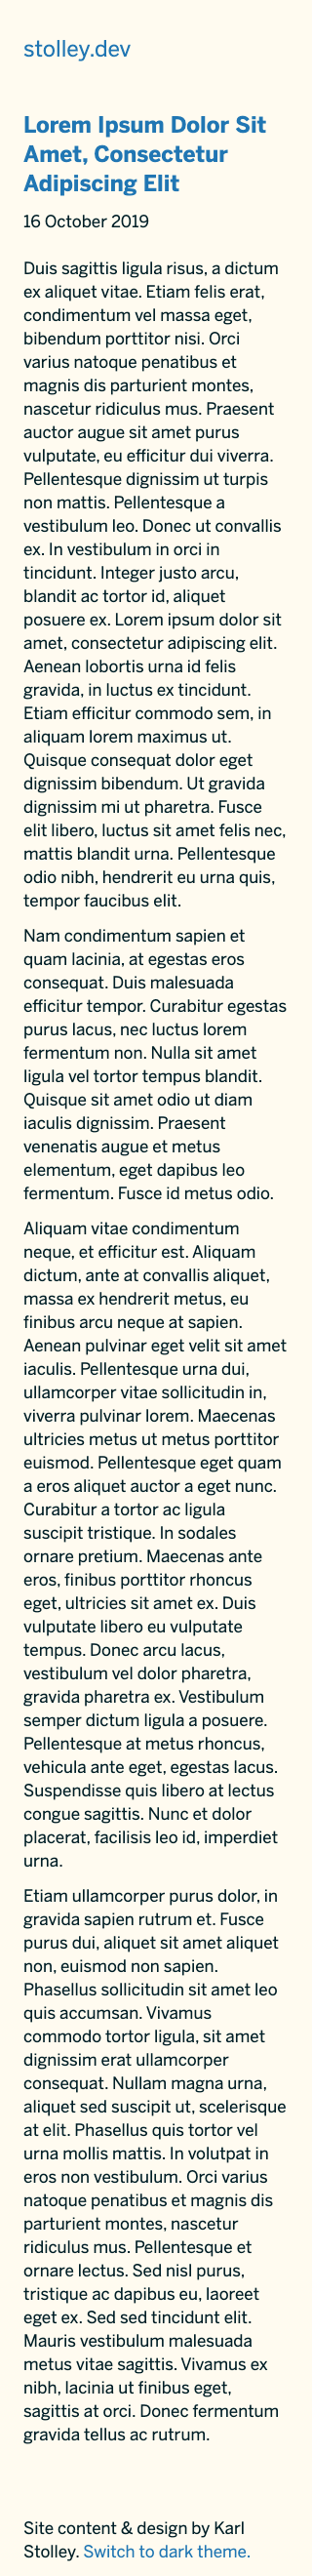 stolley.dev
Lorem Ipsum Dolor Sit
Amet, Consectetur
Adipiscing Elit
16 October 2019
Duis sagittis ligula risus, a dictum
ex aliquet vitae. Etiam felis erat,
condimentum vel massa eget,
bibendum porttitor nisi. Orci
varius natoque penatibus et
magnis dis parturient montes,
nascetur ridiculus mus. Praesent
auctor augue sit amet purus
vulputate, eu efficitur dui viverra.
Pellentesque dignissim ut turpis
non mattis. Pellentesque a
vestibulum leo. Donec ut convallis
ex. In vestibulum in orci in
tincidunt. Integer justo arcu,
blandit ac tortor id, aliquet
posuere ex. Lorem ipsum dolor sit
amet, consectetur adipiscing elit.
Aenean lobortis urna id felis
gravida, in luctus ex tincidunt.
Etiam efficitur commodo sem, in
aliquam lorem maximus ut.
Quisque consequat dolor eget
dignissim bibendum. Ut gravida
dignissim mi ut pharetra. Fusce
elit libero, luctus sit amet felis nec,
mattis blandit urna. Pellentesque
odio nibh, hendrerit eu urna quis,
tempor faucibus elit.
Nam condimentum sapien et
quam lacinia, at egestas eros
consequat. Duis malesuada
efficitur tempor. Curabitur egestas
purus lacus, nec luctus lorem
fermentum non. Nulla sit amet
ligula vel tortor tempus blandit.
Quisque sit amet odio ut diam
iaculis dignissim. Praesent
venenatis augue et metus
elementum, eget dapibus leo
fermentum. Fusce id metus odio.
Aliquam vitae condimentum
neque, et efficitur est. Aliquam
dictum, ante at convallis aliquet,
massa ex hendrerit metus, eu
finibus arcu neque at sapien.
Aenean pulvinar eget velit sit amet
iaculis. Pellentesque urna dui,
ullamcorper vitae sollicitudin in,
viverra pulvinar lorem. Maecenas
ultricies metus ut metus porttitor
euismod. Pellentesque eget quam
a eros aliquet auctor a eget nunc.
Curabitur a tortor ac ligula
suscipit tristique. In sodales
ornare pretium. Maecenas ante
eros, finibus porttitor rhoncus
eget, ultricies sit amet ex. Duis
vulputate libero eu vulputate
tempus. Donec arcu lacus,
vestibulum vel dolor pharetra,
gravida pharetra ex. Vestibulum
semper dictum ligula a posuere.
Pellentesque at metus rhoncus,
vehicula ante eget, egestas lacus.
Suspendisse quis libero at lectus
congue sagittis. Nunc et dolor
placerat, facilisis leo id, imperdiet
urna.
Etiam ullamcorper purus dolor, in
gravida sapien rutrum et. Fusce
purus dui, aliquet sit amet aliquet
non, euismod non sapien.
Phasellus sollicitudin sit amet leo
quis accumsan. Vivamus
commodo tortor ligula, sit amet
dignissim erat ullamcorper
consequat. Nullam magna urna,
aliquet sed suscipit ut, scelerisque
at elit. Phasellus quis tortor vel
urna mollis mattis. In volutpat in
eros non vestibulum. Orci varius
natoque penatibus et magnis dis
parturient montes, nascetur
ridiculus mus. Pellentesque et
ornare lectus. Sed nisl purus,
tristique ac dapibus eu, laoreet
eget ex. Sed sed tincidunt elit.
Mauris vestibulum malesuada
metus vitae sagittis. Vivamus ex
nibh, lacinia ut finibus eget,
sagittis at orci. Donec fermentum
gravida tellus ac rutrum.
Site content & design by Karl
Stolley. Switch to dark theme.